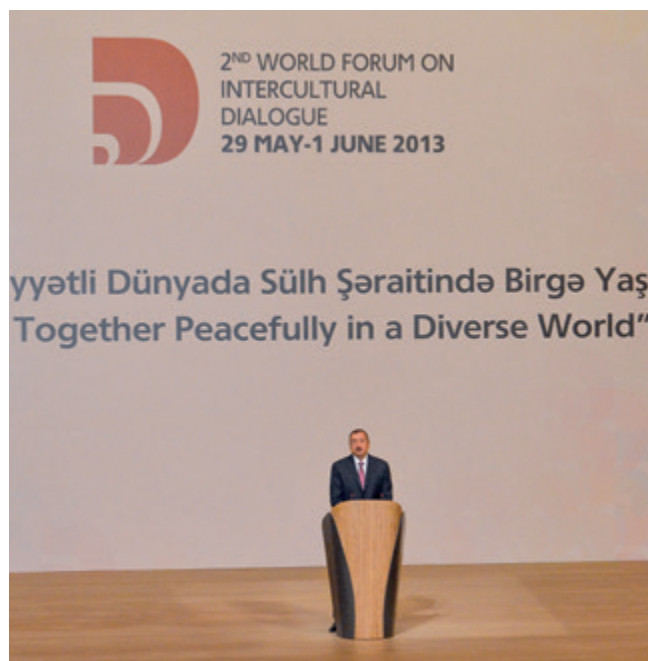 2ND WORLD FORUM ON
INTERCULTURAL
DIALOGUE
29 MAY-1 JUNE 2013
yyətli Dünyada Sülh Şəraitində Birgə Yaş
Together Peacefully in a Diverse World”